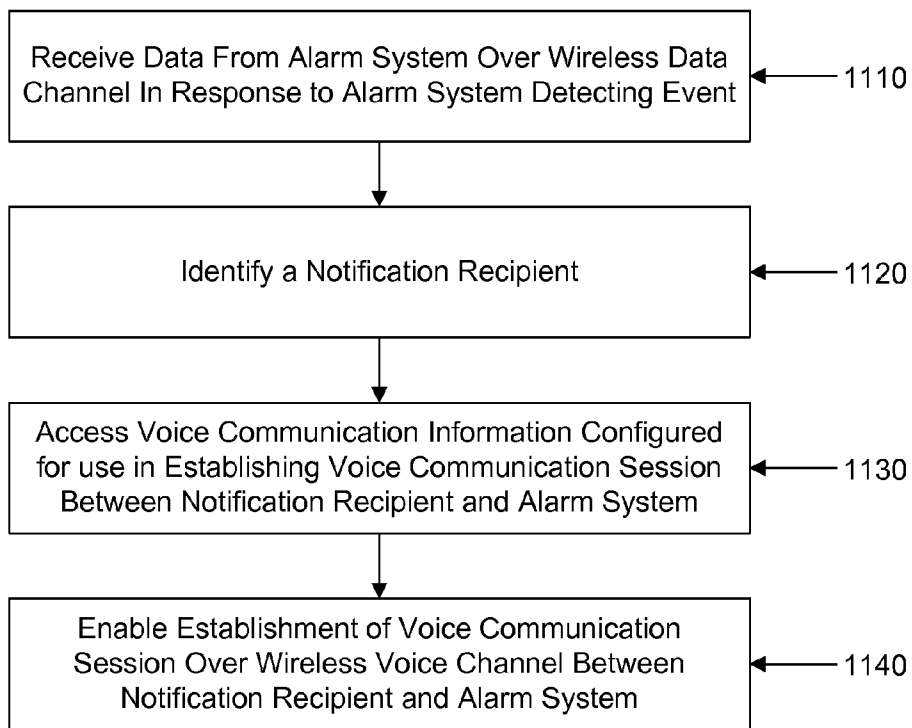 Receive Data From Alarm System Over Wireless Data
Channel In Response to Alarm System Detecting Event
1110
Identify a Notification Recipient
1120
Access Voice Communication Information Configured
for use in Establishing Voice Communication Session
Between Notification Recipient and Alarm System
1130
Enable Establishment of Voice Communication
Session Over Wireless Voice Channel Between
Notification Recipient and Alarm System
1140